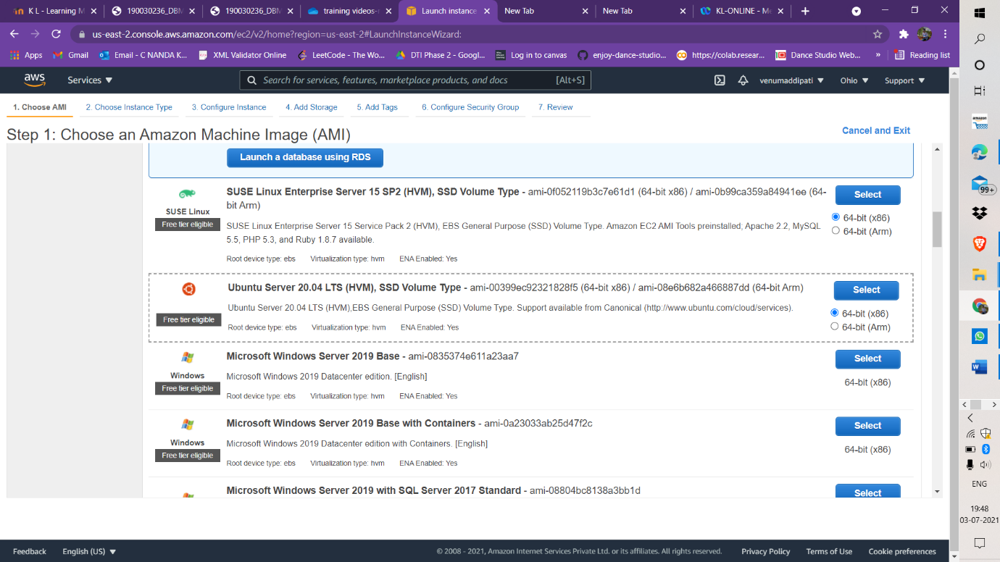 K L - Learning M
190030236_DBM
190030236_DBM
training videos-
Launch instance
New Tab
New Tab
KL-ONLINE - Me
us-east-2.console.aws.amazon.com/ec2/v2/home?region=us-east-2#LaunchInstanceWizard:
Apps
Gmail
Email - C NANDA K...
XML Validator Online
LeetCode - The Wo...
DTI Phase 2 - Googl...
Log in to canvas
enjoy-dance-studio...
https://colab.resear...
Dance Studio Web...
»
Reading list
aws
Services
Search for services, features, marketplace products, and docs
[Alt+S]
venumaddipati
Ohio
Support
1. Choose AMI
2. Choose Instance Type
3. Configure Instance
4. Add Storage
5. Add Tags
6. Configure Security Group
7. Review
Step 1: Choose an Amazon Machine Image (AMI)
Cancel and Exit
Launch a database using RDS
SUSE Linux
Free tier eligible
SUSE Linux Enterprise Server 15 SP2 (HVM), SSD Volume Type - ami-0f052119b3c7e61d1 (64-bit x86) / ami-0b99ca359a84941ee (64-
bit Arm)
SUSE Linux Enterprise Server 15 Service Pack 2 (HVM), EBS General Purpose (SSD) Volume Type. Amazon EC2 AMI Tools preinstalled; Apache 2.2, MySQL
5.5, PHP 5.3, and Ruby 1.8.7 available.
Root device type: ebs Virtualization type: hvm ENA Enabled: Yes
Select
64-bit (x86)
64-bit (Arm)
Free tier eligible
Ubuntu Server 20.04 LTS (HVM), SSD Volume Type - ami-00399ec92321828f5 (64-bit x86) / ami-08e6b682a466887dd (64-bit Arm)
Ubuntu Server 20.04 LTS (HVM),EBS General Purpose (SSD) Volume Type. Support available from Canonical (http://www.ubuntu.com/cloud/services).
Root device type: ebs Virtualization type: hvm ENA Enabled: Yes
Select
64-bit (x86)
64-bit (Arm)
Windows
Free tier eligible
Microsoft Windows Server 2019 Base - ami-0835374e611a23aa7
Microsoft Windows 2019 Datacenter edition. [English]
Root device type: ebs Virtualization type: hvm ENA Enabled: Yes
Select
64-bit (x86)
Windows
Free tier eligible
Microsoft Windows Server 2019 Base with Containers - ami-0a23033ab25d47f2c
Microsoft Windows 2019 Datacenter edition with Containers. [English]
Root device type: ebs Virtualization type: hvm ENA Enabled: Yes
Select
64-bit (x86)
Microsoft Windows Server 2019 with SQL Server 2017 Standard - ami-08804bc8138a3bb1d
Select
Feedback
English (US)
© 2008 - 2021, Amazon Internet Services Private Ltd. or its affiliates. All rights reserved.
Privacy Policy
Terms of Use
Cookie preferences
amazon
99+
ENG
19:48
03-07-2021